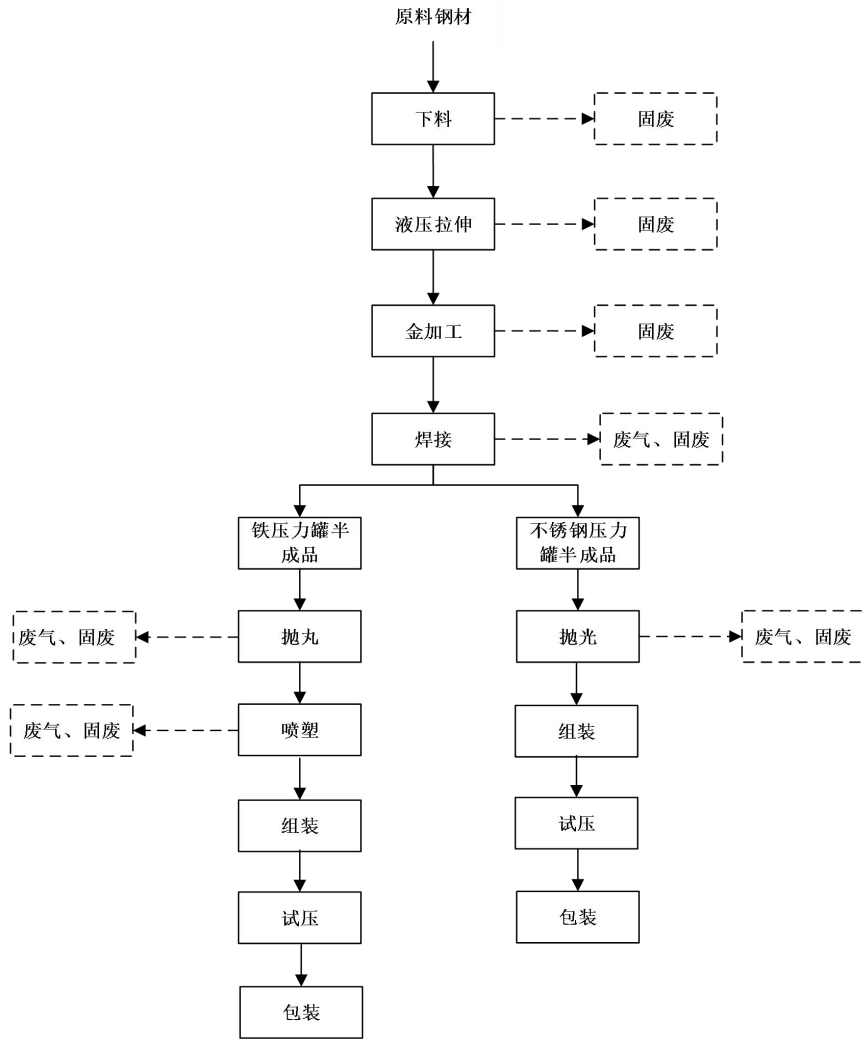 原料钢材
下料
固废
液压拉伸
固废
金加工
固废
焊接
废气、固废
铁压力罐半
成品
不锈钢压力
罐半成品
废气、固废
抛丸
抛光
废气、固废
废气、固废
喷塑
组装
组装
试压
试压
包装
包装